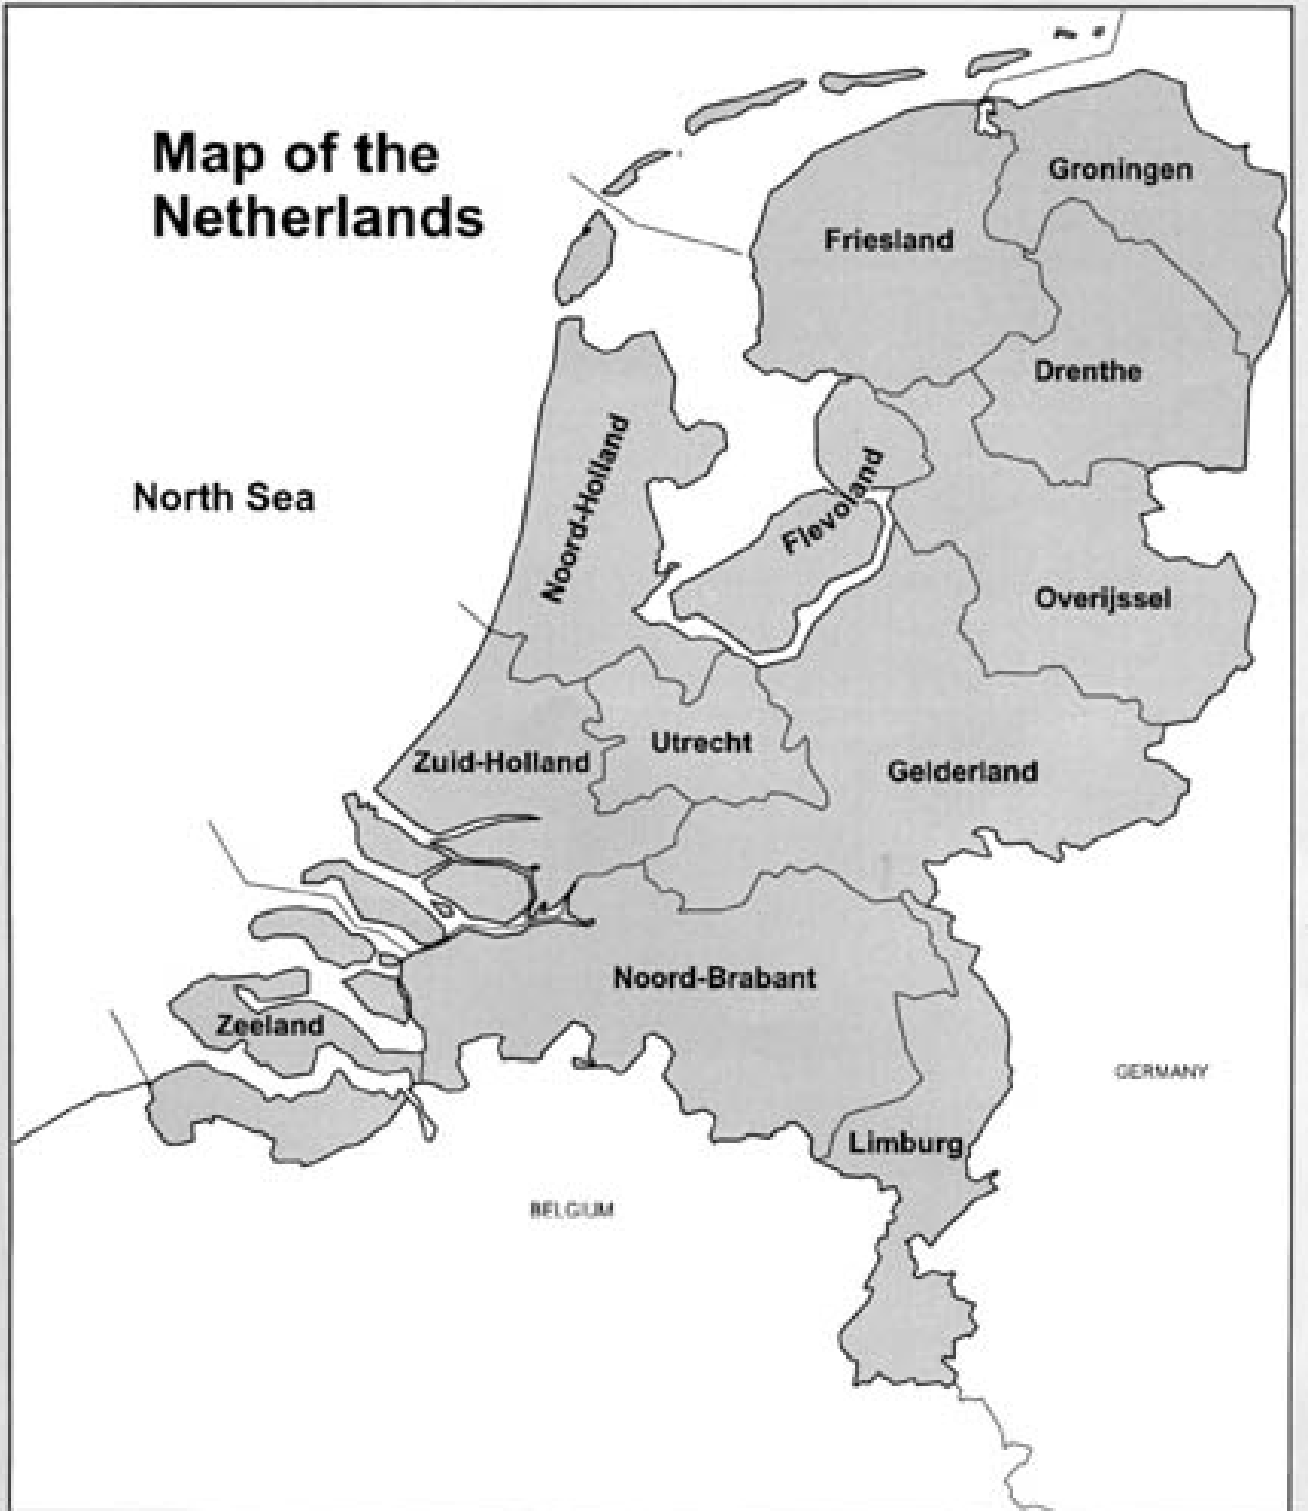 Map of the
Netherlands
Groningen
Friesland
Drenthe
Noord-Holland
North Sea
Flevoland
Overijssel
Utrecht
Zuid-Holland
Gelderland
Noord-Brabant
Zeeland
GERMANY
Limburg
BELGIUM